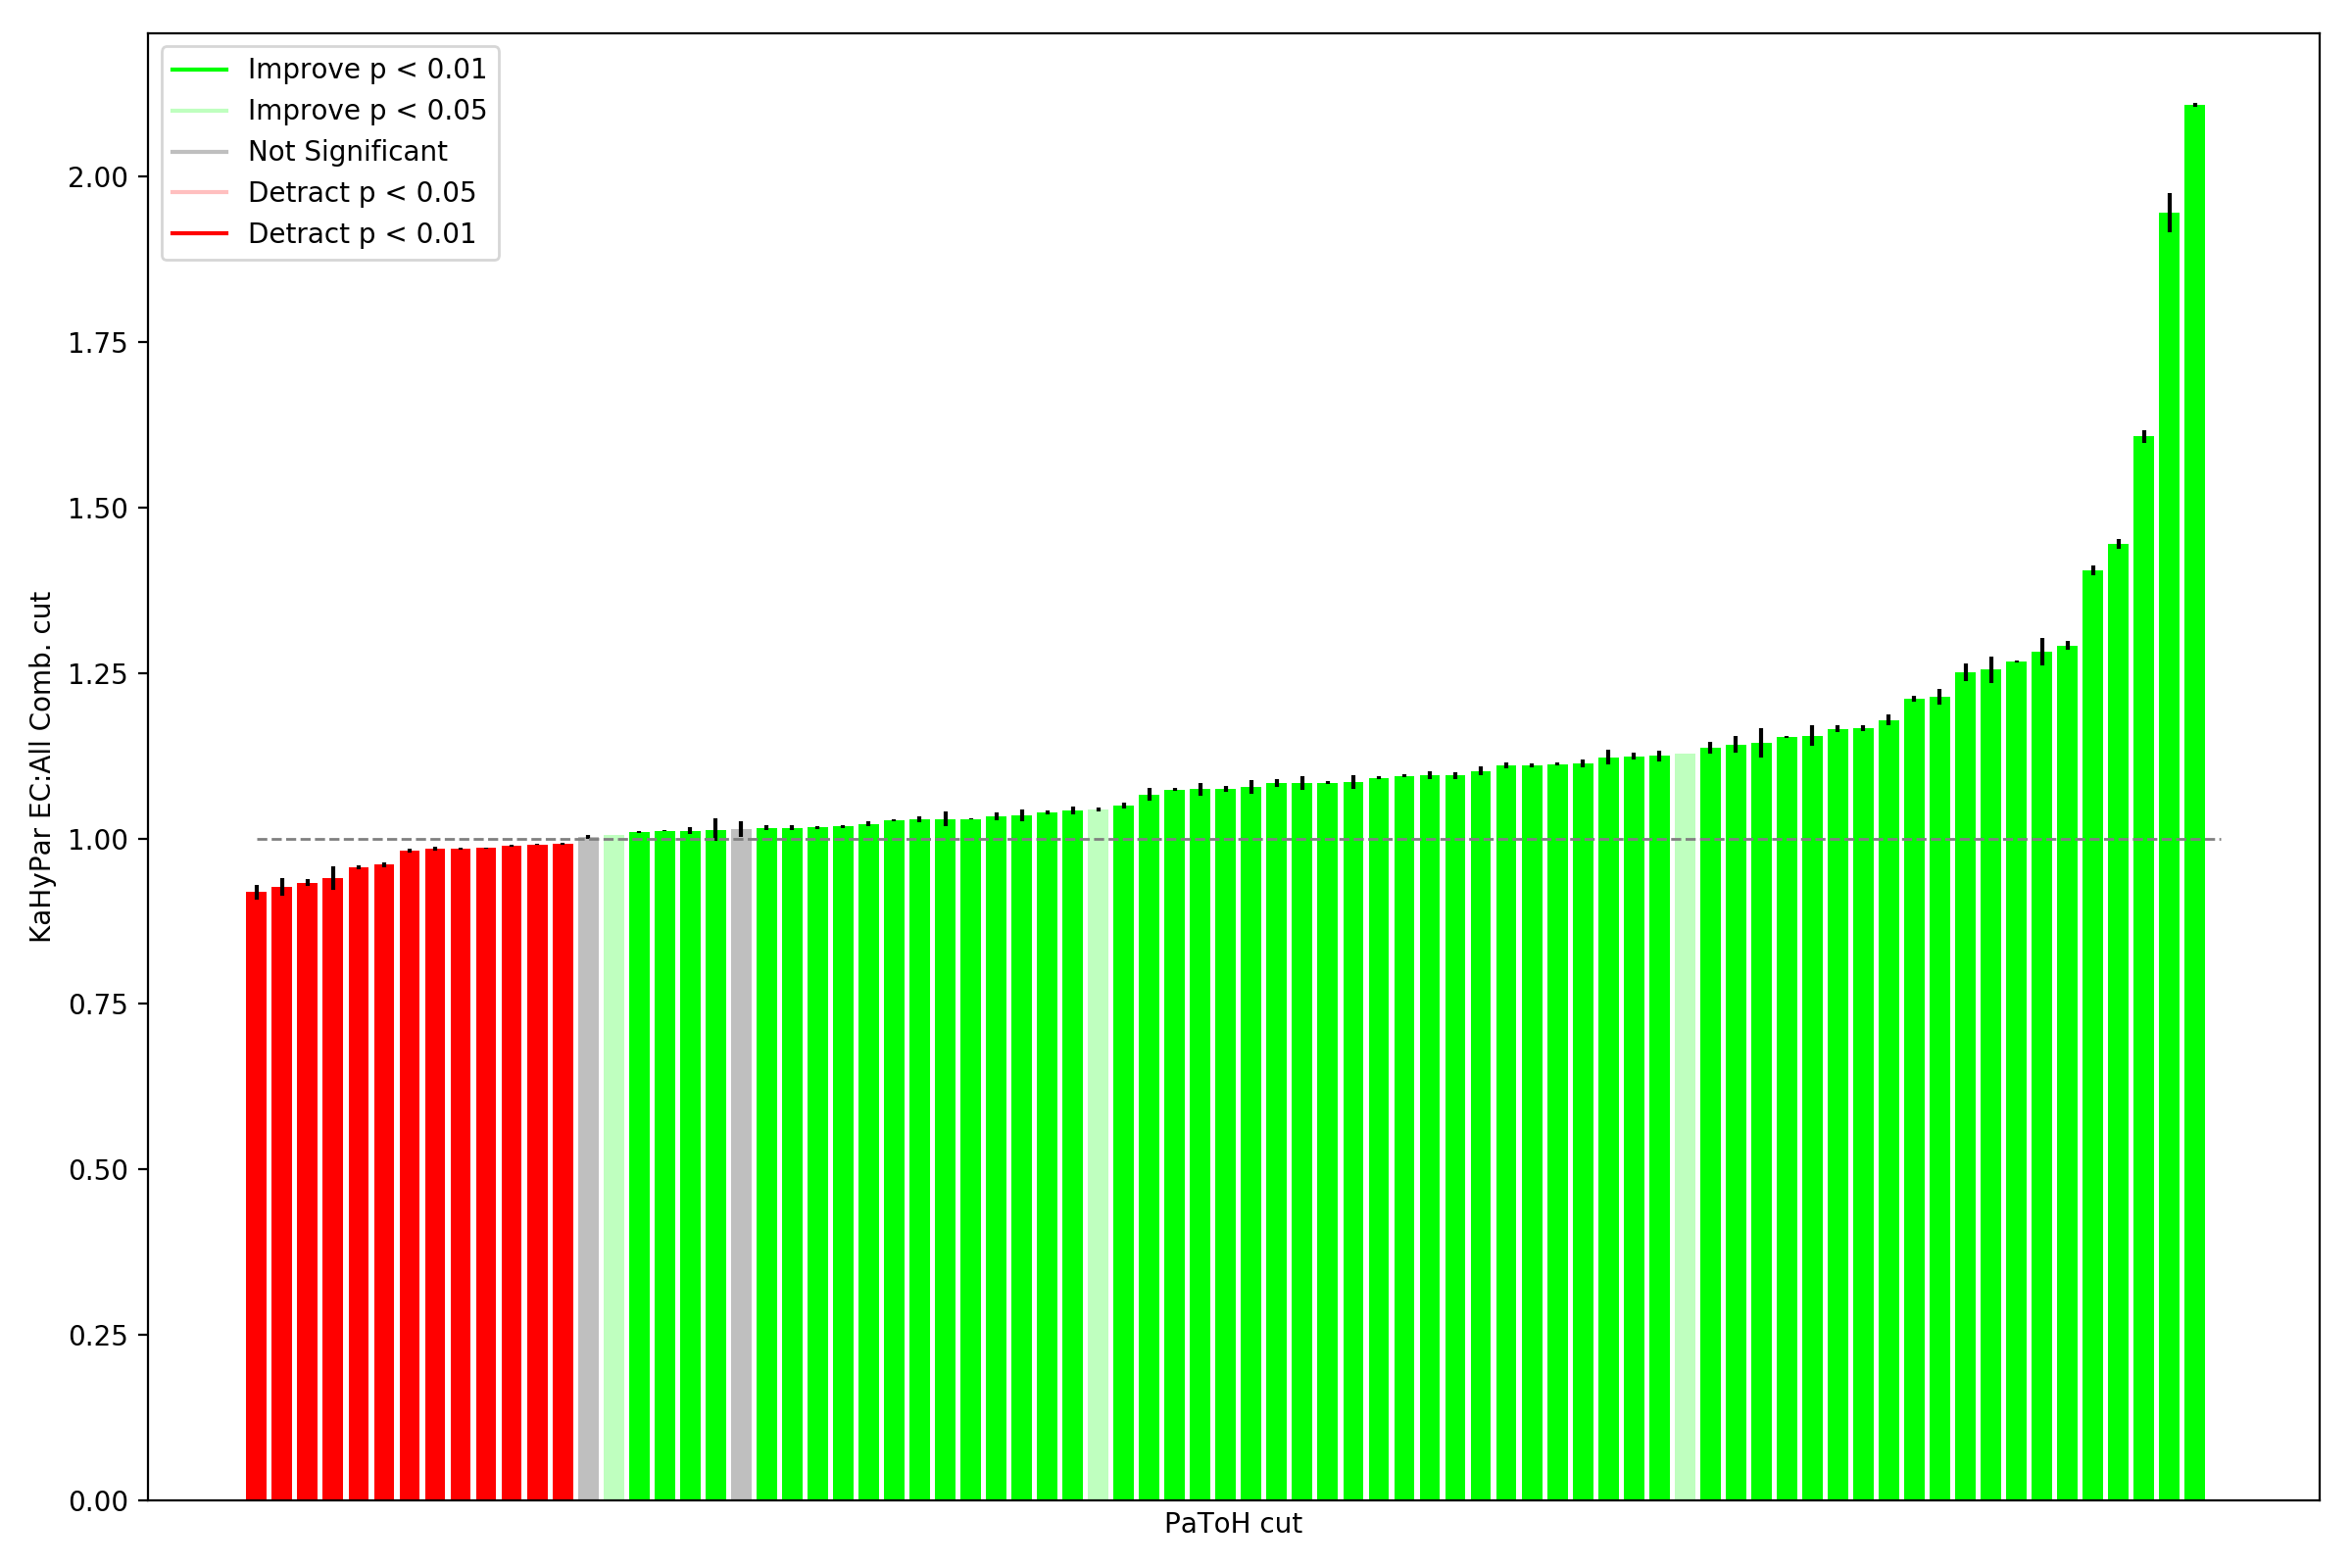 Improve p < 0.01
Improve p < 0.05
Not Significant
Detract p < 0.05
Detract p < 0.01
2.00
1.75
1.50
1.25
1.00
0.75
0.50
0.25
0.00
KaHyPar EC:All Comb. cut
PaToH cut